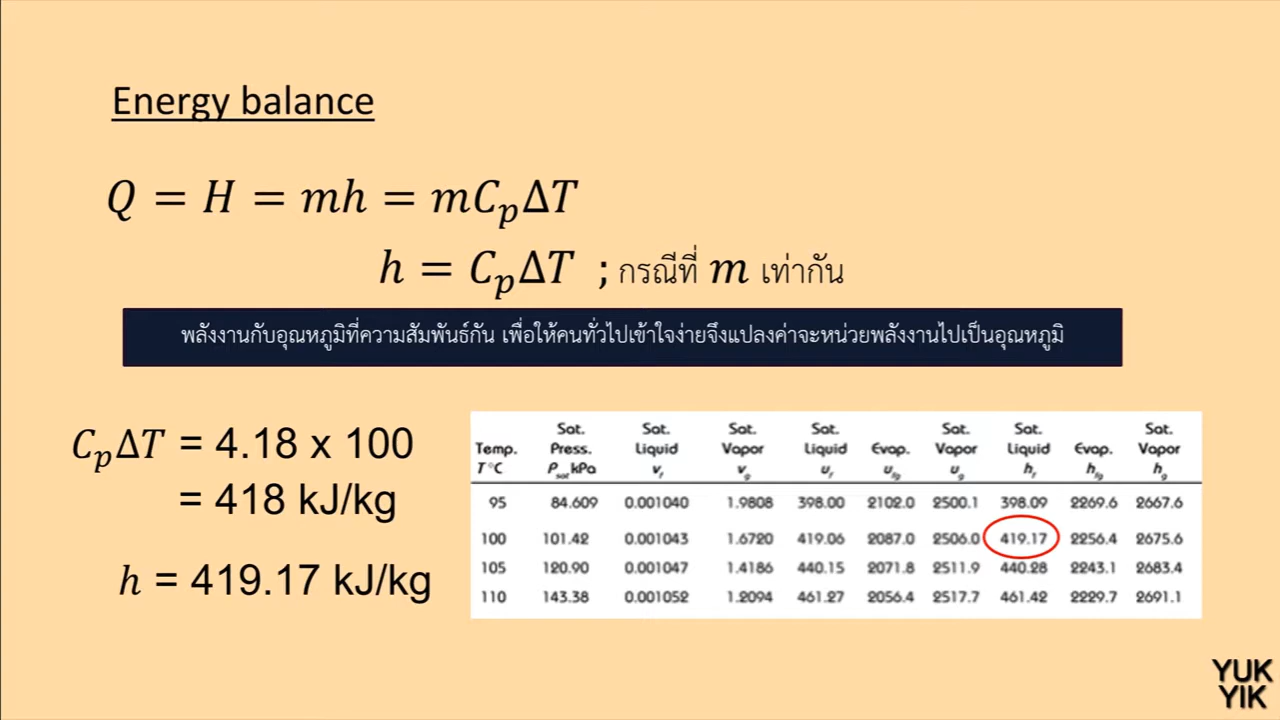 Energy balance
Q = H = mh = mC_pΔT
h = C_pΔT ; กรณีที่ m เท่ากัน
พลังงานกับอุณหภูมิที่ความสัมพันธ์กัน เพื่อให้คนทั่วไปเข้าใจง่ายจึงแปลงค่าจะหน่วยพลังงานไปเป็นอุณหภูมิ
C_pΔT = 4.18 x 100
= 418 kJ/kg
h = 419.17 kJ/kg
Sat. Sat. Sat. Sat. Sat. Sat. Sat.
Temp. Press. Liquid Vapor Liquid Evap. Vapor Liquid Evap. Vapor
T °C P_sat kPa v_f v_g u_f u_fg u_g h_f h_fg h_g
95 84.609 0.001040 1.9808 398.00 2102.0 2500.1 398.09 2269.6 2667.6
100 101.42 0.001043 1.6720 419.06 2087.0 2506.0 419.17 2256.4 2675.6
105 120.90 0.001047 1.4186 440.15 2071.8 2511.9 440.28 2243.1 2683.4
110 143.38 0.001052 1.2094 461.27 2056.4 2517.7 461.42 2229.7 2691.1
YUK
YIK